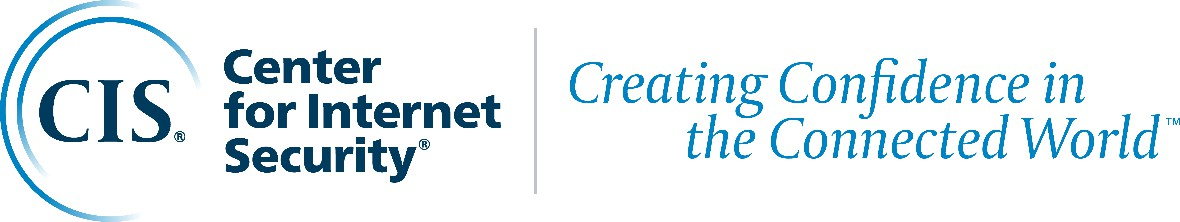 CIS®
Center
for Internet
Security®
Creating Confidence in
the Connected World™